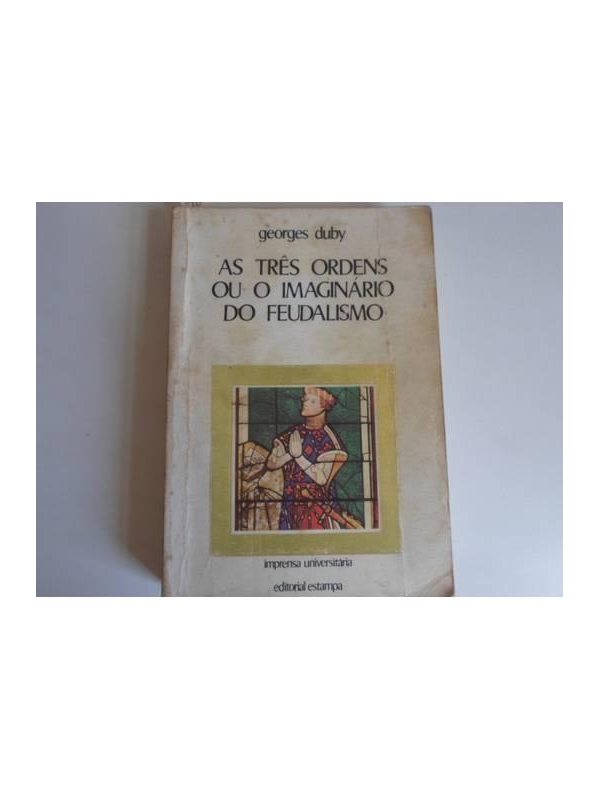 georges duby
AS TRÊS ORDENS
OU O IMAGINÁRIO
DO FEUDALISMO
imprensa universitária
editorial estampa